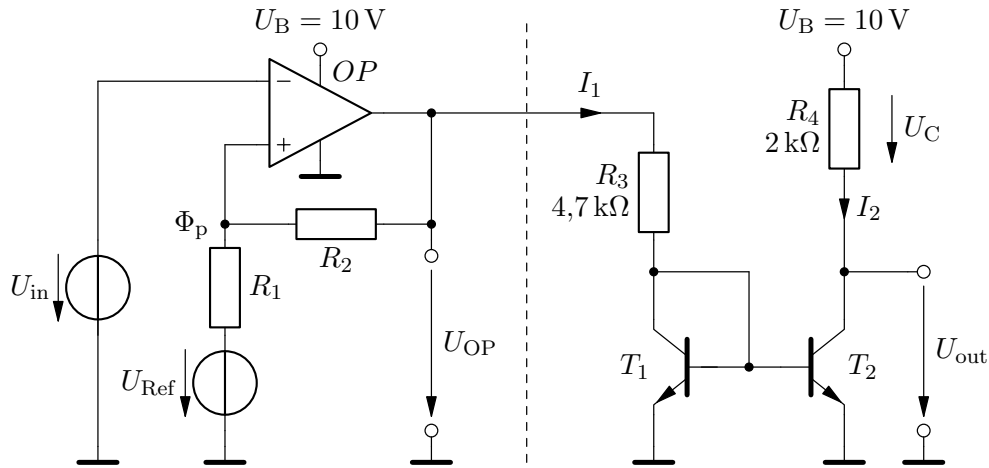 U_B = 10 V
OP
−
+
Φ_p
R_2
R_1
U_in
U_Ref
U_OP
I_1
R_3
4,7 kΩ
T_1
U_B = 10 V
R_4
2 kΩ
U_C
I_2
T_2
U_out